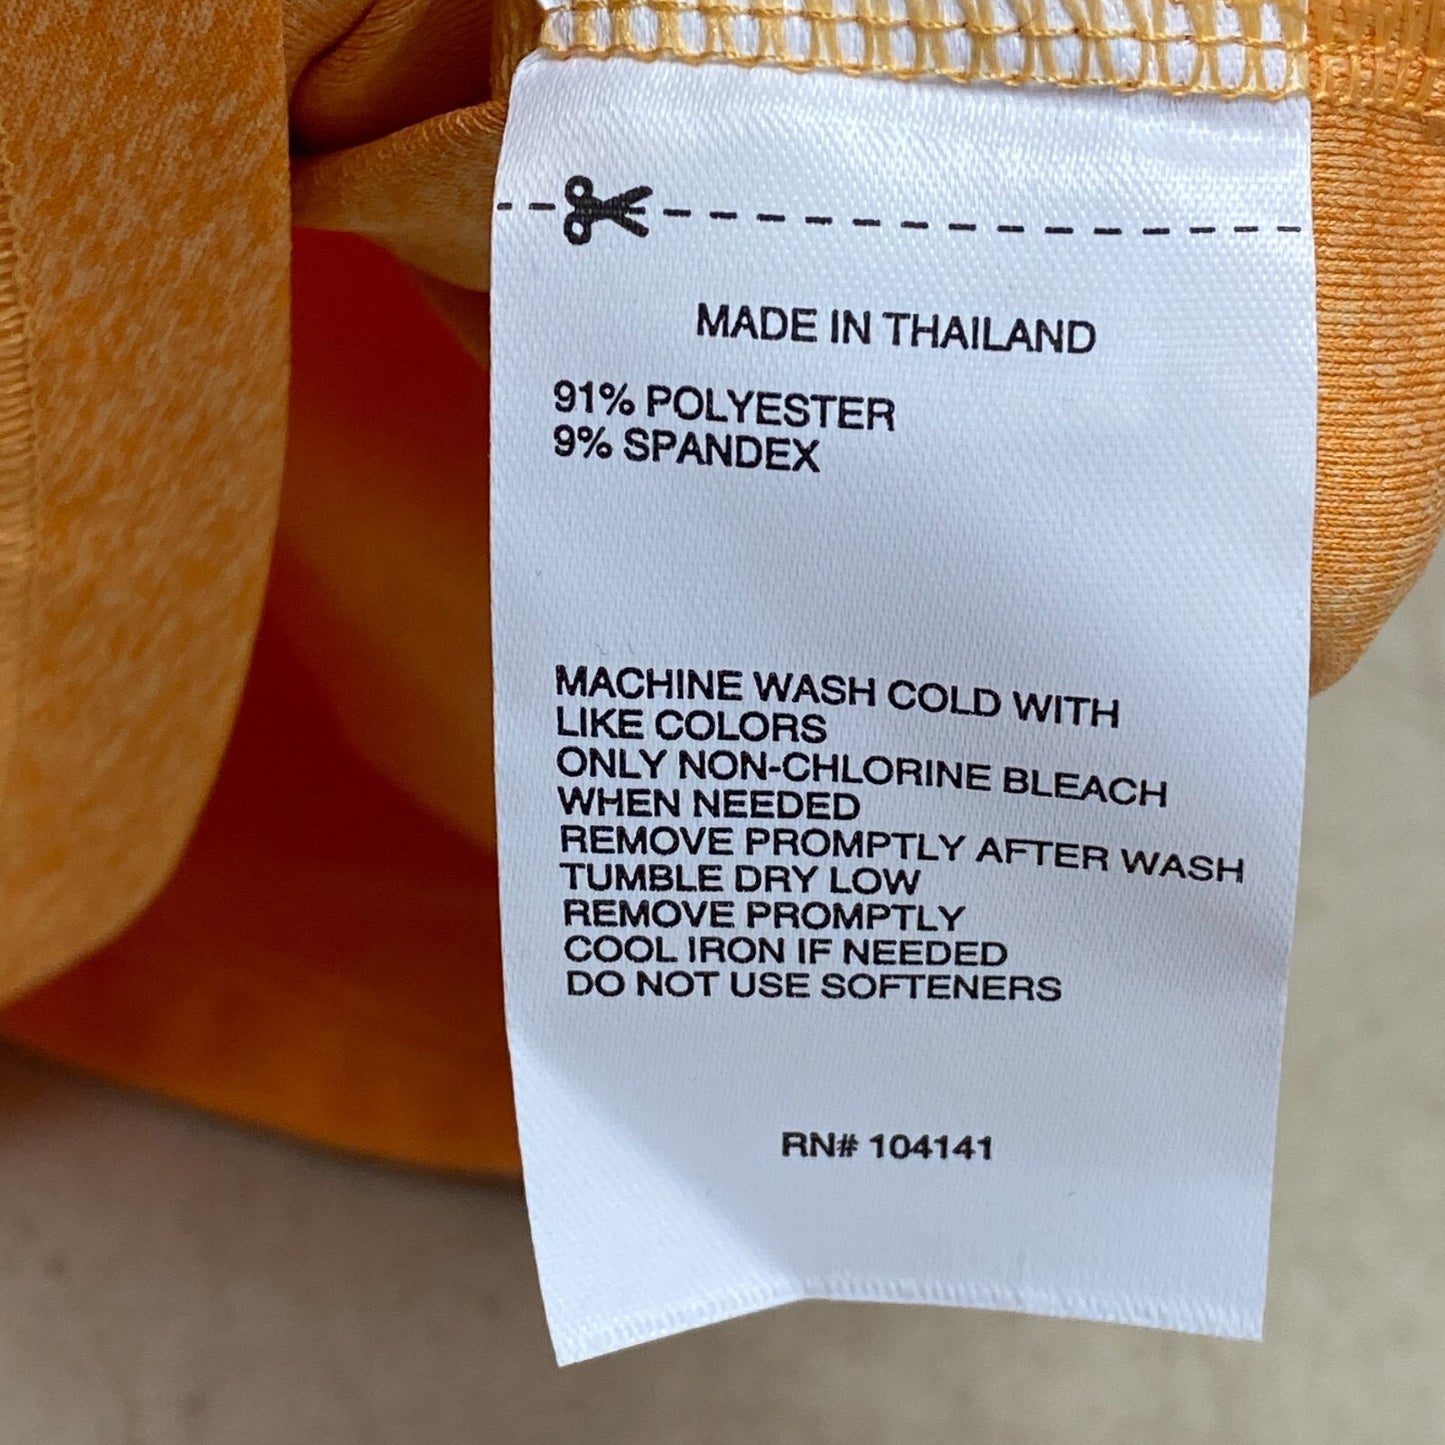 MADE IN THAILAND
91% POLYESTER
9% SPANDEX
MACHINE WASH COLD WITH
LIKE COLORS
ONLY NON-CHLORINE BLEACH
WHEN NEEDED
REMOVE PROMPTLY AFTER WASH
TUMBLE DRY LOW
REMOVE PROMPTLY
COOL IRON IF NEEDED
DO NOT USE SOFTENERS
RN# 104141